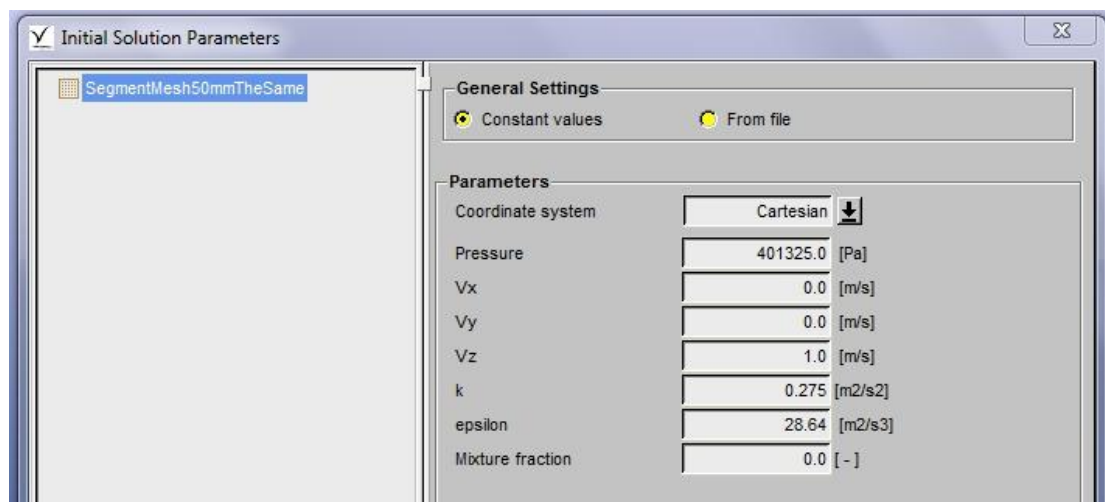 Initial Solution Parameters
SegmentMesh50mmTheSame
General Settings
Constant values From file
Parameters
Coordinate system Cartesian
Pressure 401325.0 [Pa]
Vx 0.0 [m/s]
Vy 0.0 [m/s]
Vz 1.0 [m/s]
k 0.275 [m2/s2]
epsilon 28.64 [m2/s3]
Mixture fraction 0.0 [ - ]